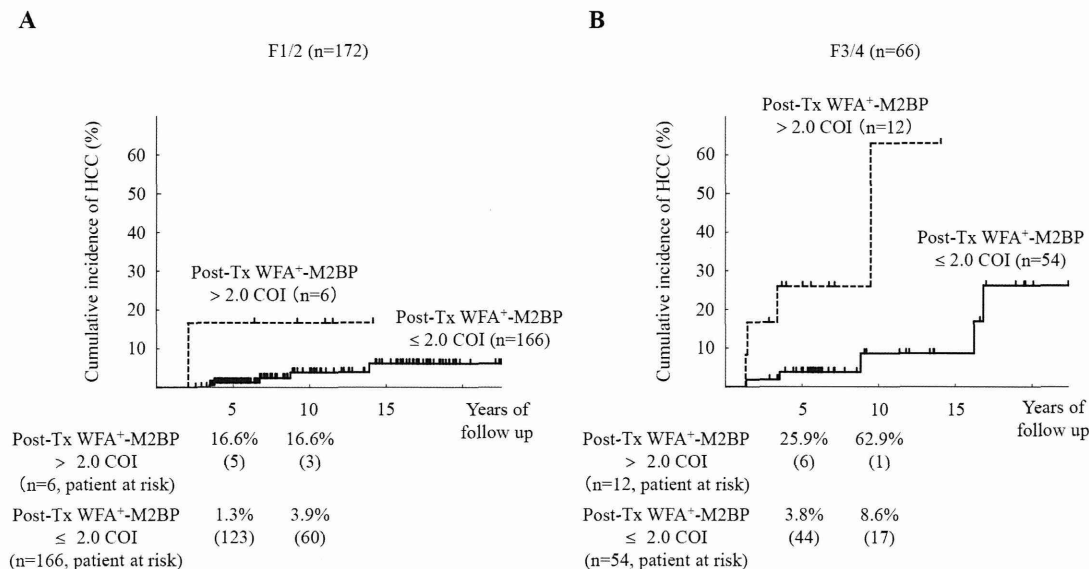 A
F1/2 (n=172)
Cumulative incidence of HCC (%)
60
50
40
30
20
10
Post-Tx WFA⁺-M2BP
> 2.0 COI (n=6)
Post-Tx WFA⁺-M2BP
≤ 2.0 COI (n=166)
5 10 15 Years of
follow up
Post-Tx WFA⁺-M2BP 16.6% 16.6%
> 2.0 COI (5) (3)
(n=6, patient at risk)
Post-Tx WFA⁺-M2BP 1.3% 3.9%
≤ 2.0 COI (123) (60)
(n=166, patient at risk)
B
F3/4 (n=66)
Cumulative incidence of HCC (%)
60
50
40
30
20
10
Post-Tx WFA⁺-M2BP
> 2.0 COI (n=12)
Post-Tx WFA⁺-M2BP
≤ 2.0 COI (n=54)
5 10 15 Years of
follow up
Post-Tx WFA⁺-M2BP 25.9% 62.9%
> 2.0 COI (6) (1)
(n=12, patient at risk)
Post-Tx WFA⁺-M2BP 3.8% 8.6%
≤ 2.0 COI (44) (17)
(n=54, patient at risk)